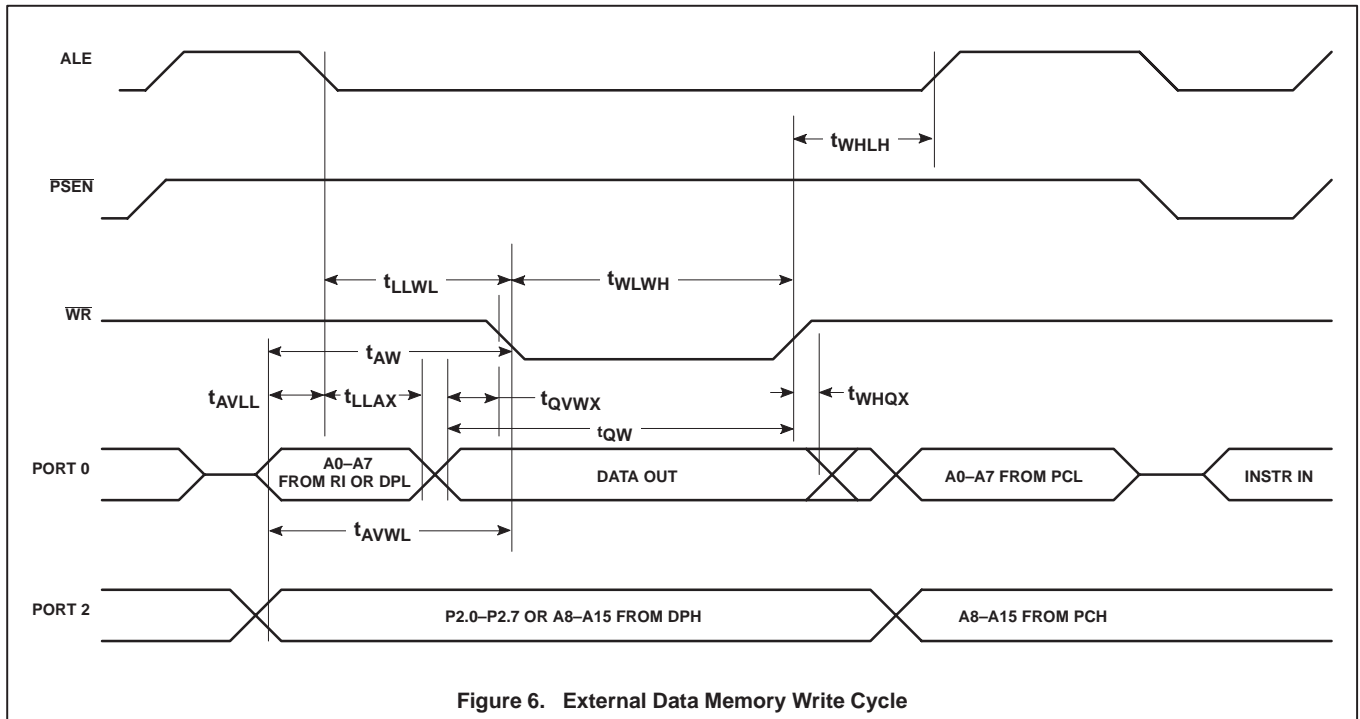 ALE
tWHLH
PSEN
tLLWL
tWLWH
WR
tAW
tAVLL
tLLAX
tQVWX
tWHQX
tQW
PORT 0
A0–A7
FROM RI OR DPL
DATA OUT
A0–A7 FROM PCL
INSTR IN
tAVWL
PORT 2
P2.0–P2.7 OR A8–A15 FROM DPH
A8–A15 FROM PCH
Figure 6. External Data Memory Write Cycle